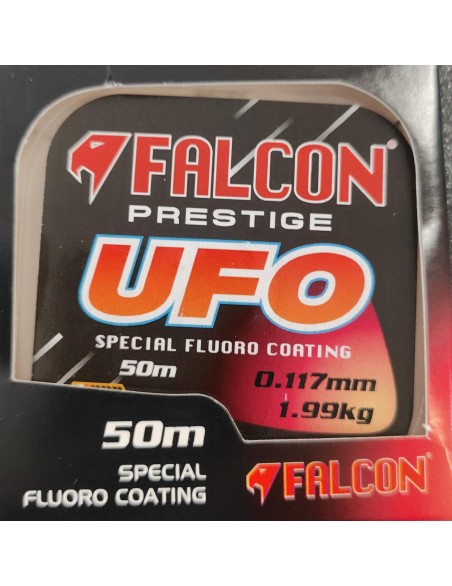 FALCON®
PRESTIGE
UFO
SPECIAL FLUORO COATING
50m
0.117mm
1.99kg
50m
SPECIAL
FLUORO COATING
FALCON®